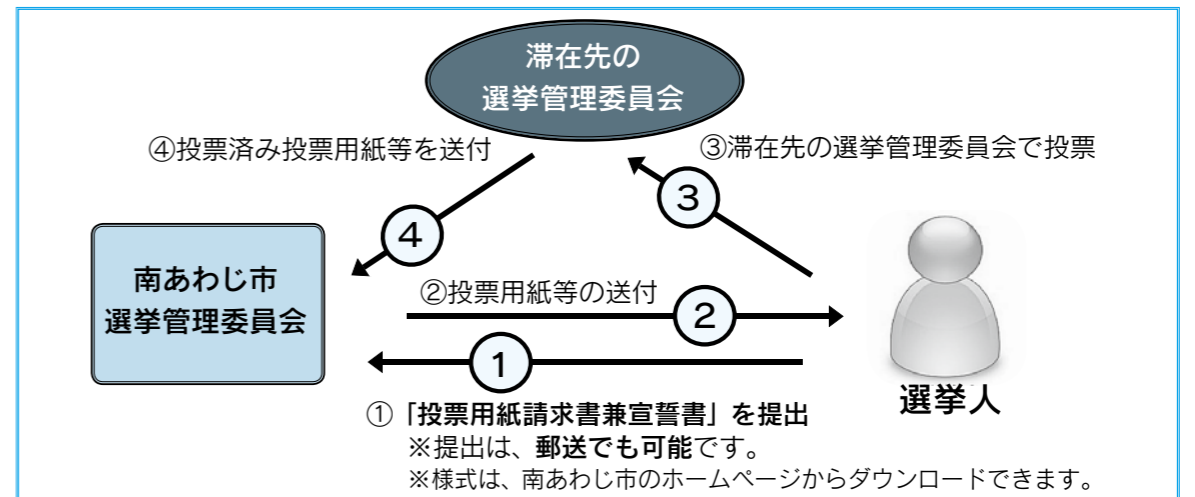 滞在先の
選挙管理委員会
④投票済み投票用紙等を送付
③滞在先の選挙管理委員会で投票
③
④
南あわじ市
選挙管理委員会
②投票用紙等の送付
②
①
選挙人
①「投票用紙請求書兼宣誓書」を提出
※提出は、郵送でも可能です。
※様式は、南あわじ市のホームページからダウンロードできます。